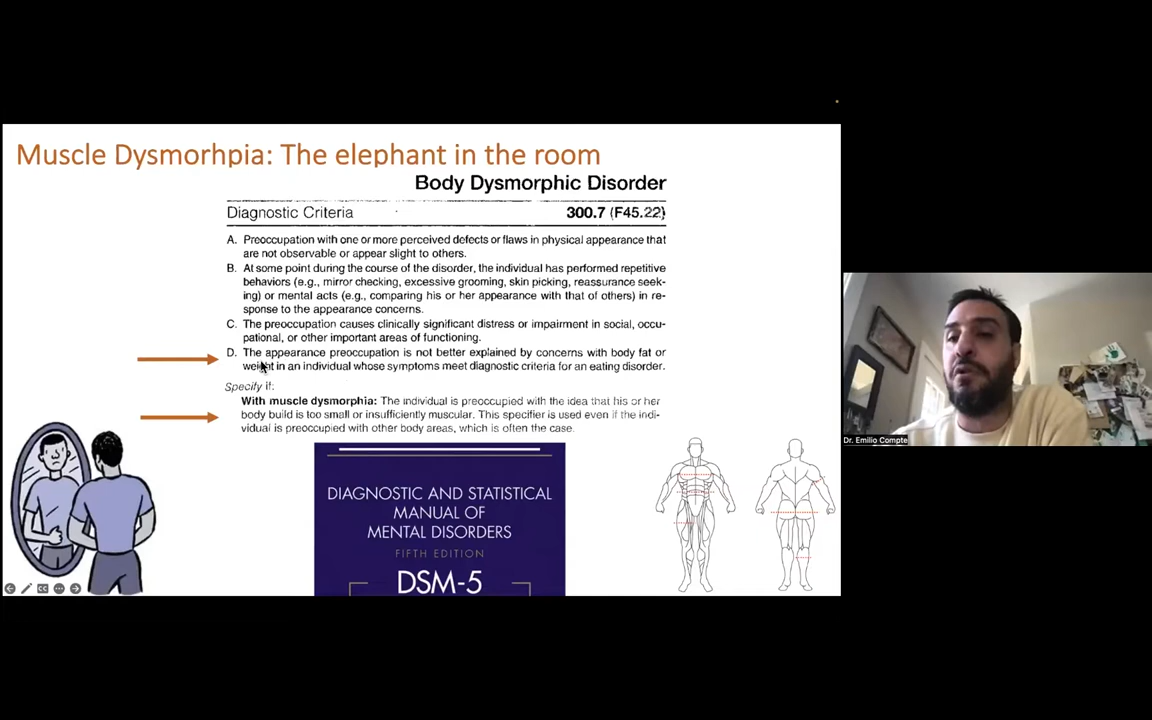 Muscle Dysmorhpia: The elephant in the room
Body Dysmorphic Disorder
Diagnostic Criteria 300.7 (F45.22)
A. Preoccupation with one or more perceived defects or flaws in physical appearance that
are not observable or appear slight to others.
B. At some point during the course of the disorder, the individual has performed repetitive
behaviors (e.g., mirror checking, excessive grooming, skin picking, reassurance seek-
ing) or mental acts (e.g., comparing his or her appearance with that of others) in re-
sponse to the appearance concerns.
C. The preoccupation causes clinically significant distress or impairment in social, occu-
pational, or other important areas of functioning.
D. The appearance preoccupation is not better explained by concerns with body fat or
weight in an individual whose symptoms meet diagnostic criteria for an eating disorder.
Specify if:
With muscle dysmorphia: The individual is preoccupied with the idea that his or her
body build is too small or insufficiently muscular. This specifier is used even if the indi-
vidual is preoccupied with other body areas, which is often the case.
DIAGNOSTIC AND STATISTICAL
MANUAL OF
MENTAL DISORDERS
FIFTH EDITION
DSM-5
Dr. Emilio Compte